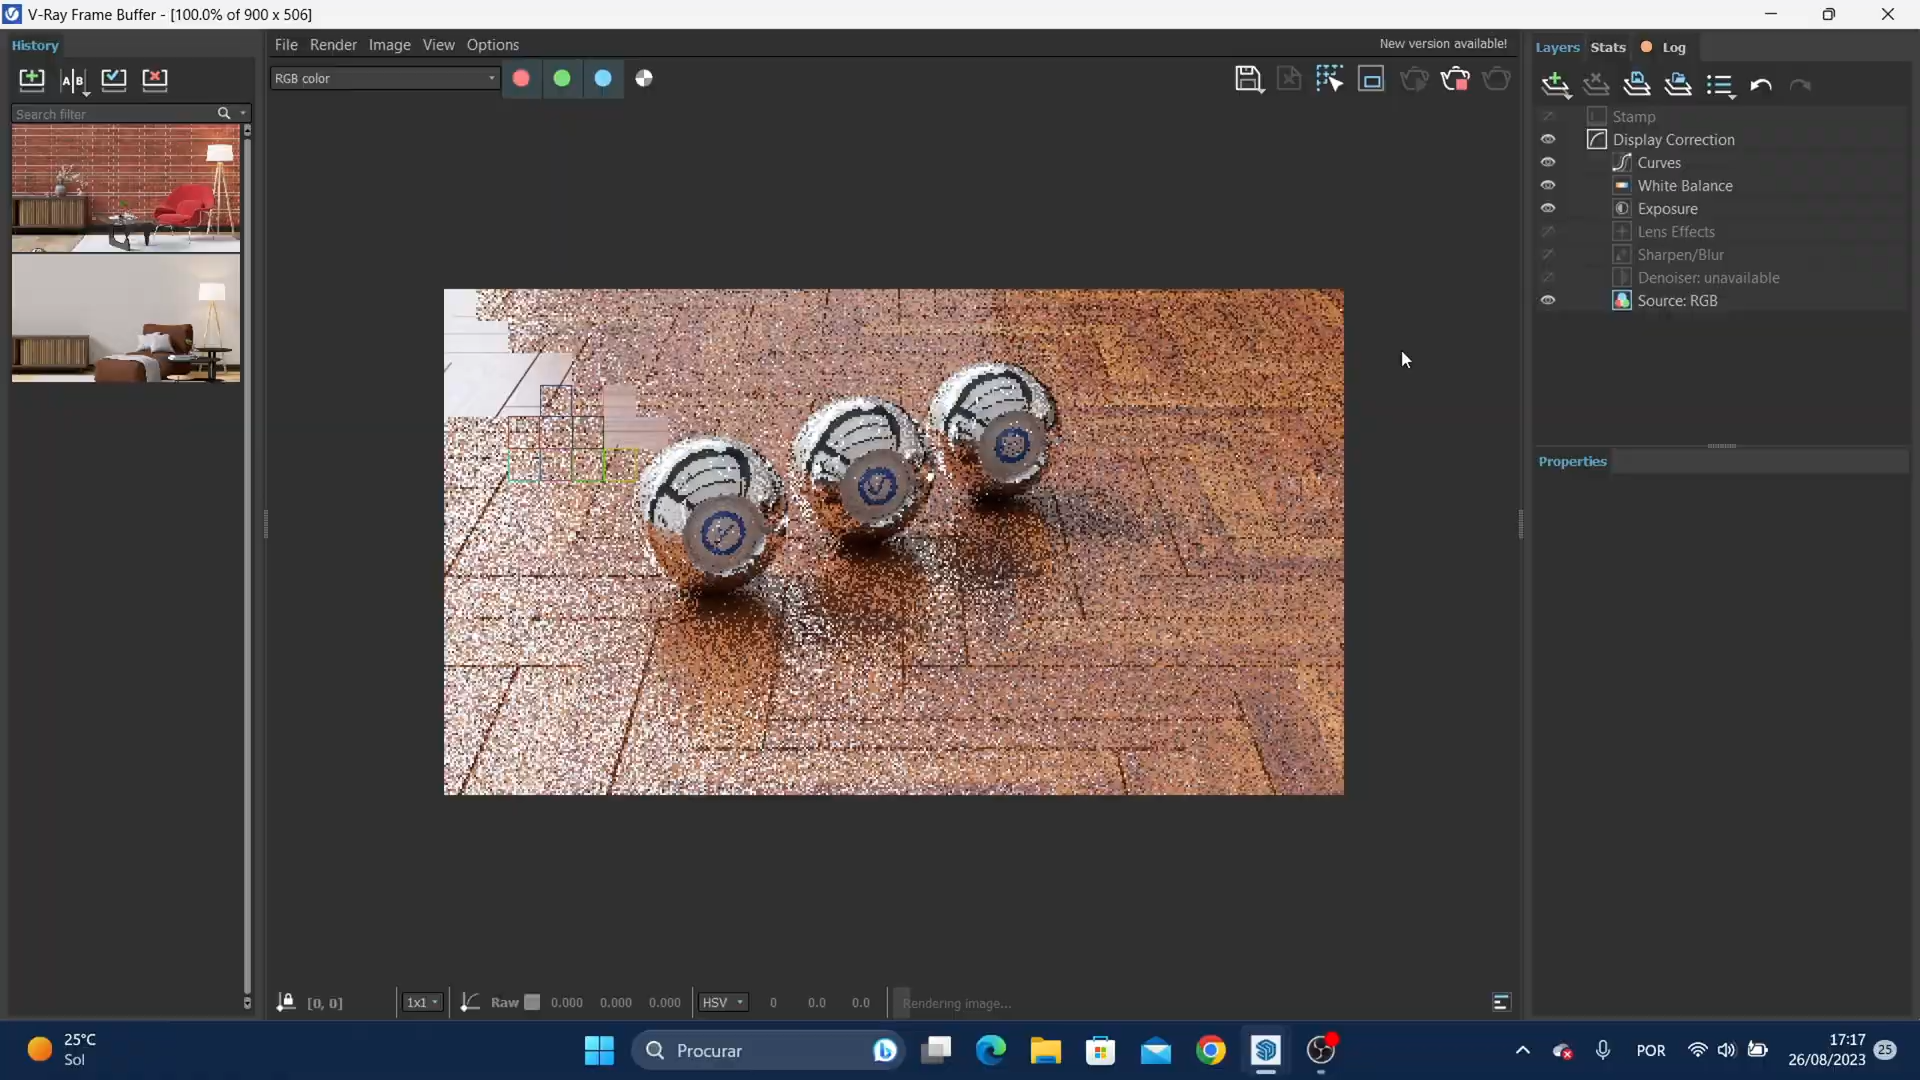 V-Ray Frame Buffer - [100.0% of 900 x 506]
History
File Render Image View Options
New version available!
Layers Stats Log
RGB color
A|B
Search filter
Stamp
Display Correction
Curves
White Balance
Exposure
Lens Effects
Sharpen/Blur
Denoiser: unavailable
Source: RGB
Properties
[0, 0]
1x1
Raw 0.000 0.000 0.000
HSV 0 0.0 0.0
Rendering image...
25°C
Sol
Procurar
POR
17:17
26/08/2023
25